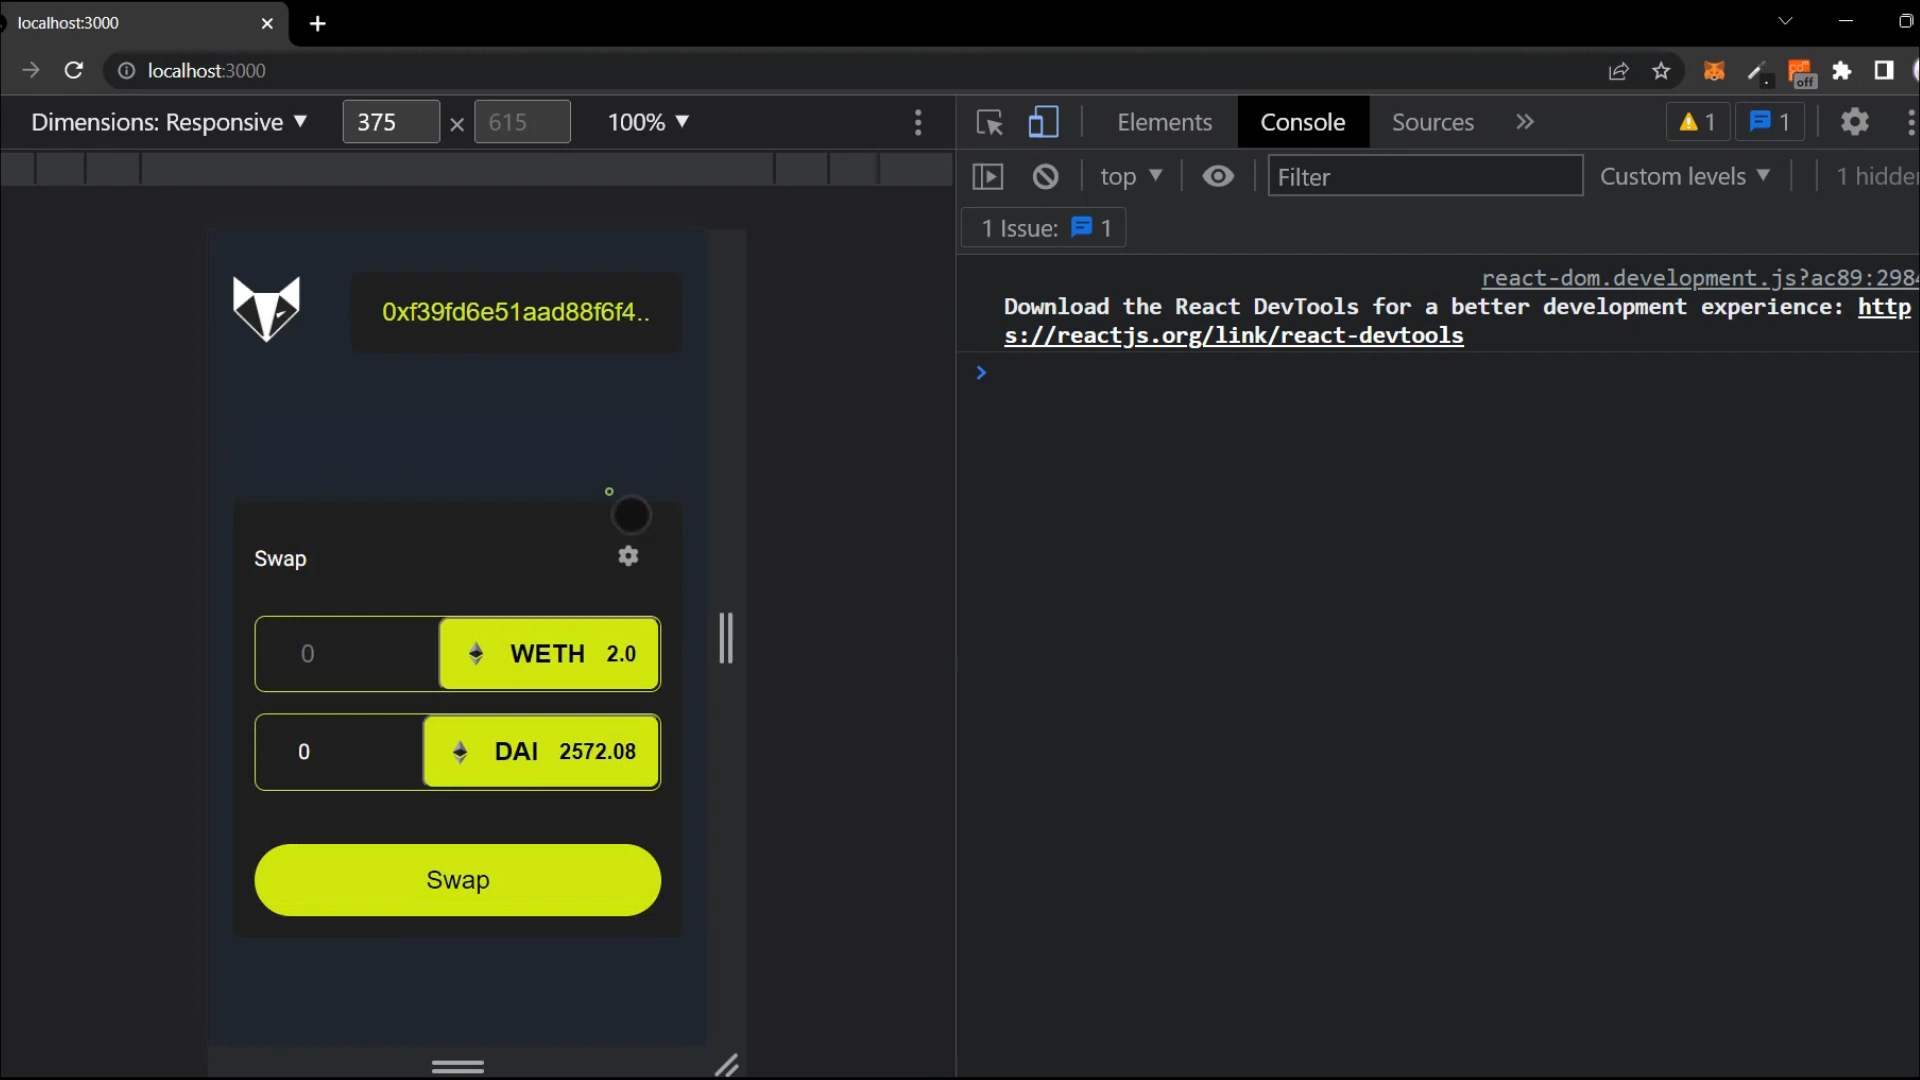 localhost:3000
localhost:3000
off
Dimensions: Responsive
375 × 615
100%
Elements
Console
Sources
1
1
top
Filter
Custom levels
1 Issue: 1
react-dom.development.js?ac89:298
Download the React DevTools for a better development experience: http
s://reactjs.org/link/react-devtools
0xf39fd6e51aad88f6f4..
Swap
0
WETH 2.0
0
DAI 2572.08
Swap